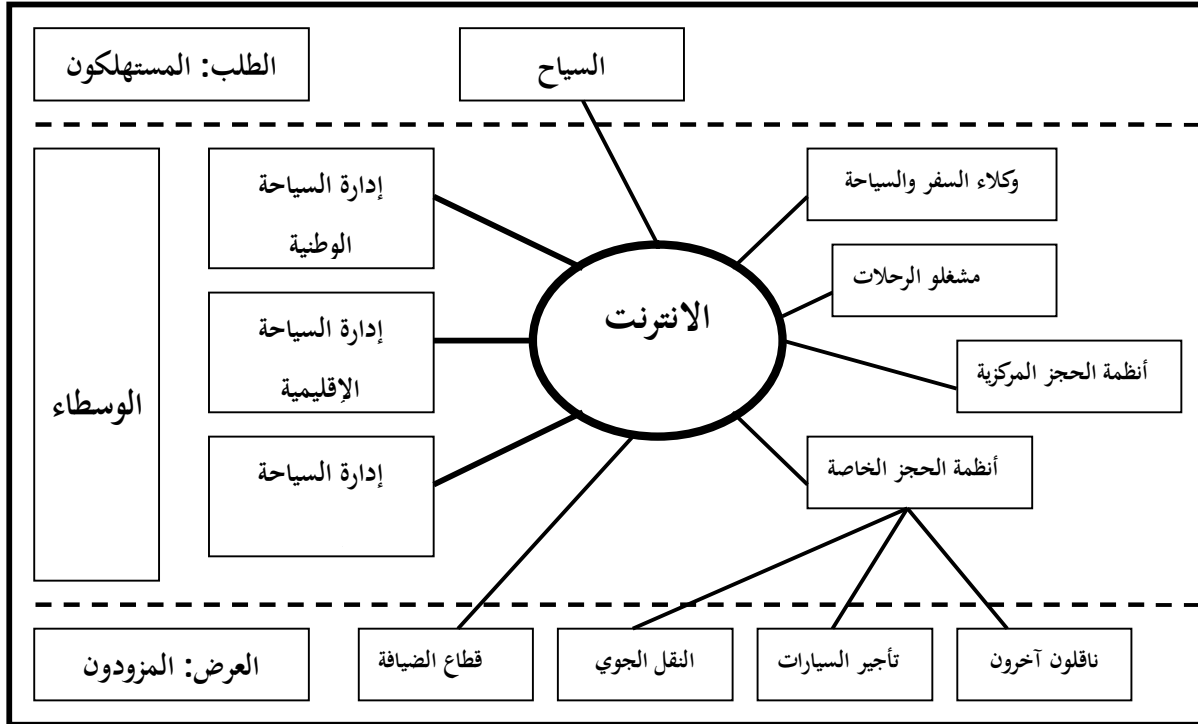 الطلب: المستهلكون
السياح
وكلاء السفر والسياحة
إدارة السياحة
الوطنية
مشغلو الرحلات
الانترنت
إدارة السياحة
الإقليمية
أنظمة الحجز المركزية
الوسطاء
أنظمة الحجز الخاصة
إدارة السياحة
العرض: المزودون
قطاع الضيافة
النقل الجوي
تأجير السيارات
ناقلون آخرون